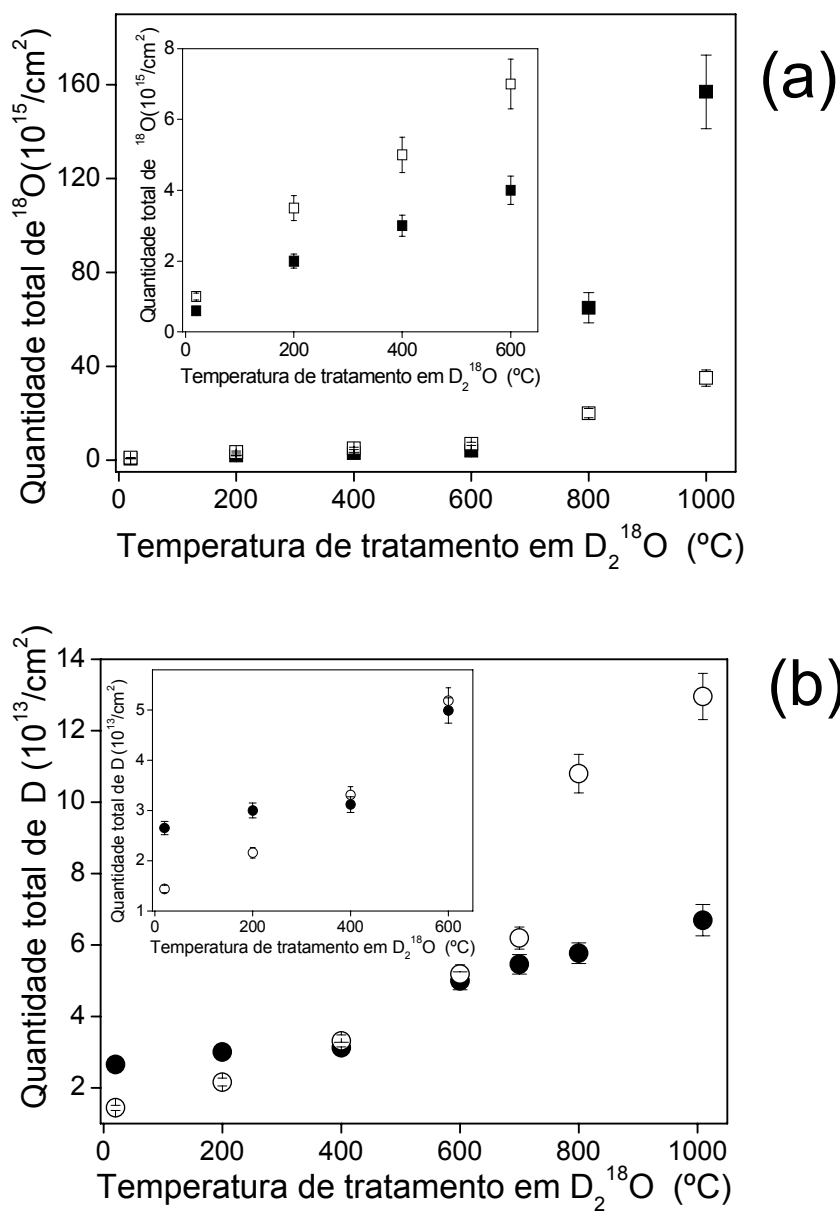 (a)
Quantidade total de ¹⁸O(10¹⁵/cm²)
160
120
80
40
0
0 200 400 600 800 1000
Temperatura de tratamento em D₂¹⁸O (ºC)
Quantidade total de ¹⁸O(10¹⁵/cm²)
8
6
4
2
0
0 200 400 600
Temperatura de tratamento em D₂¹⁸O (ºC)
(b)
Quantidade total de D (10¹³/cm²)
14
12
10
8
6
4
2
0 200 400 600 800 1000
Temperatura de tratamento em D₂¹⁸O (ºC)
Quantidade total de D (10¹³/cm²)
5
4
3
2
1
0 200 400 600
Temperatura de tratamento em D₂¹⁸O (ºC)